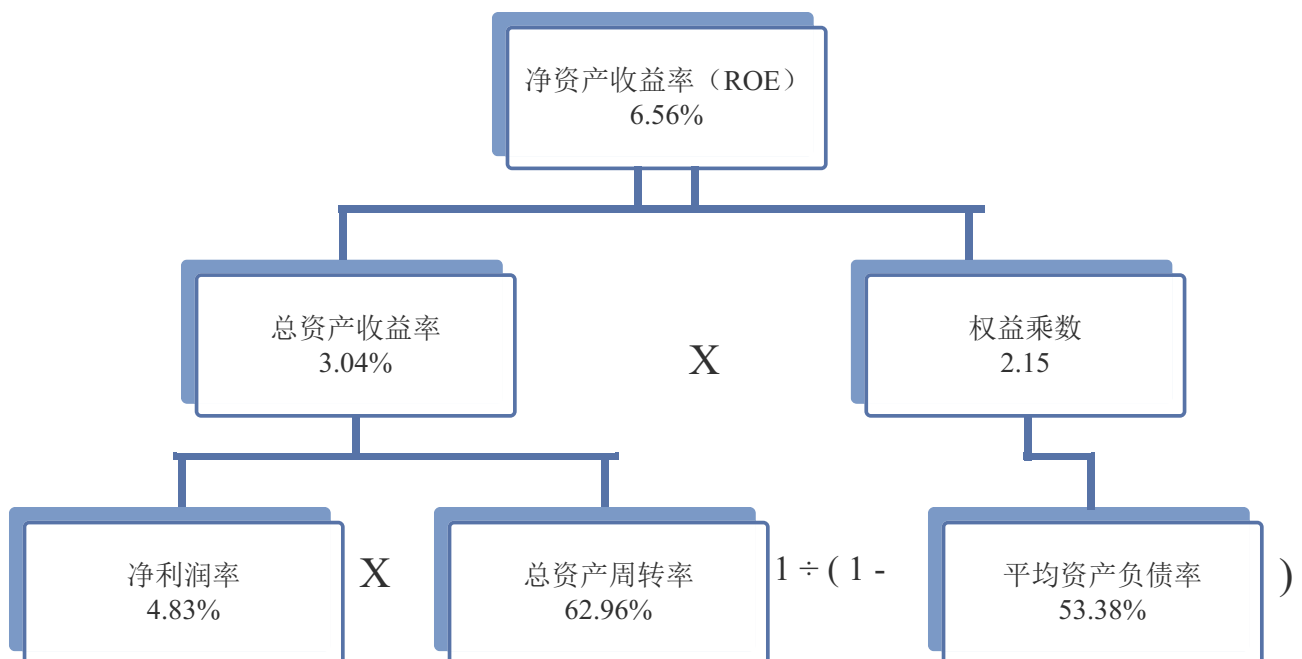 净资产收益率（ROE）
6.56%
总资产收益率
3.04%
X
权益乘数
2.15
净利润率
4.83%
X
总资产周转率
62.96%
1 ÷ ( 1 -
平均资产负债率
53.38%
)